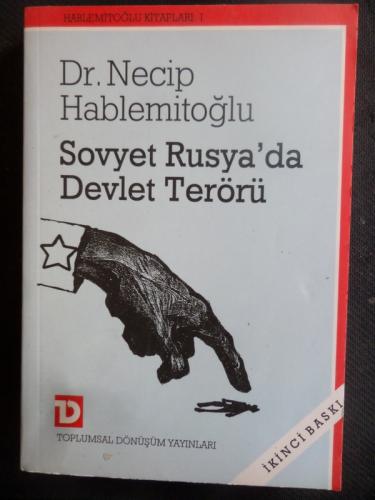 HABLEMİTOĞLU KİTAPLARI: 1
Dr. Necip
Hablemitoğlu
Sovyet Rusya'da
Devlet Terörü
TD
TOPLUMSAL DÖNÜŞÜM YAYINLARI
İKİNCİ BASKI